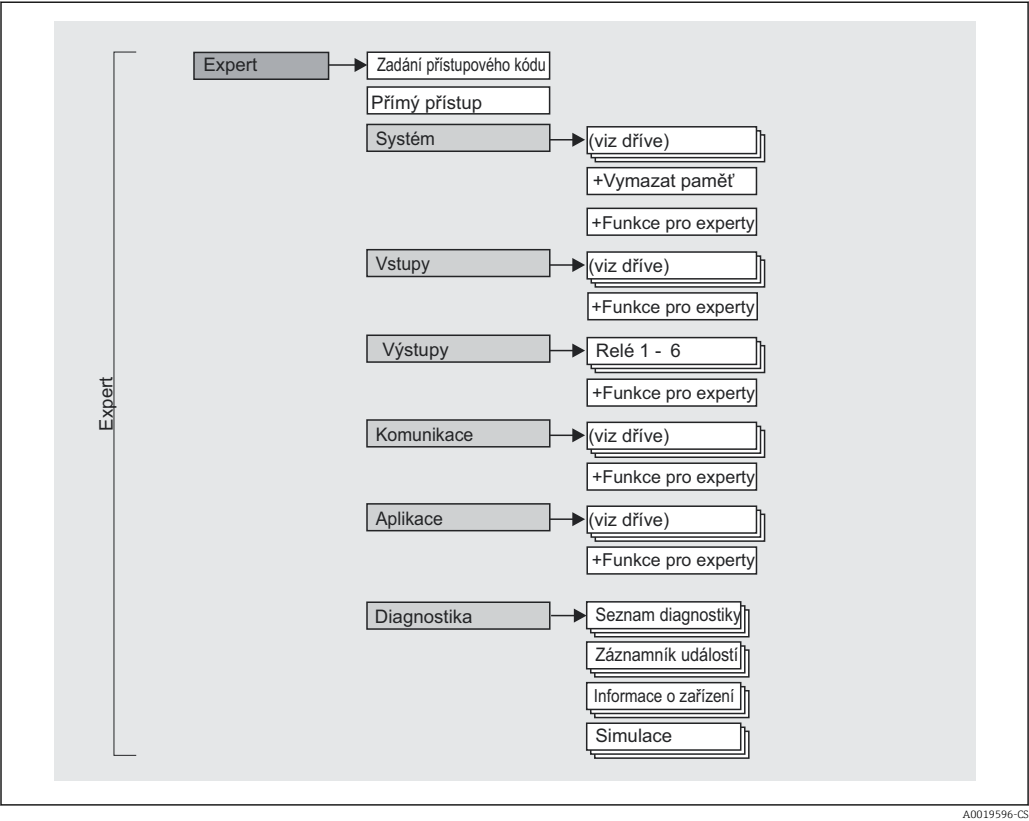 Expert
Expert
Zadání přístupového kódu
Přímý přístup
Systém
(viz dříve)
+Vymazat paměť
+Funkce pro experty
Vstupy
(viz dříve)
+Funkce pro experty
Výstupy
Relé 1 - 6
+Funkce pro experty
Komunikace
(viz dříve)
+Funkce pro experty
Aplikace
(viz dříve)
+Funkce pro experty
Diagnostika
Seznam diagnostiky
Záznamník událostí
Informace o zařízení
Simulace
A0019596-CS